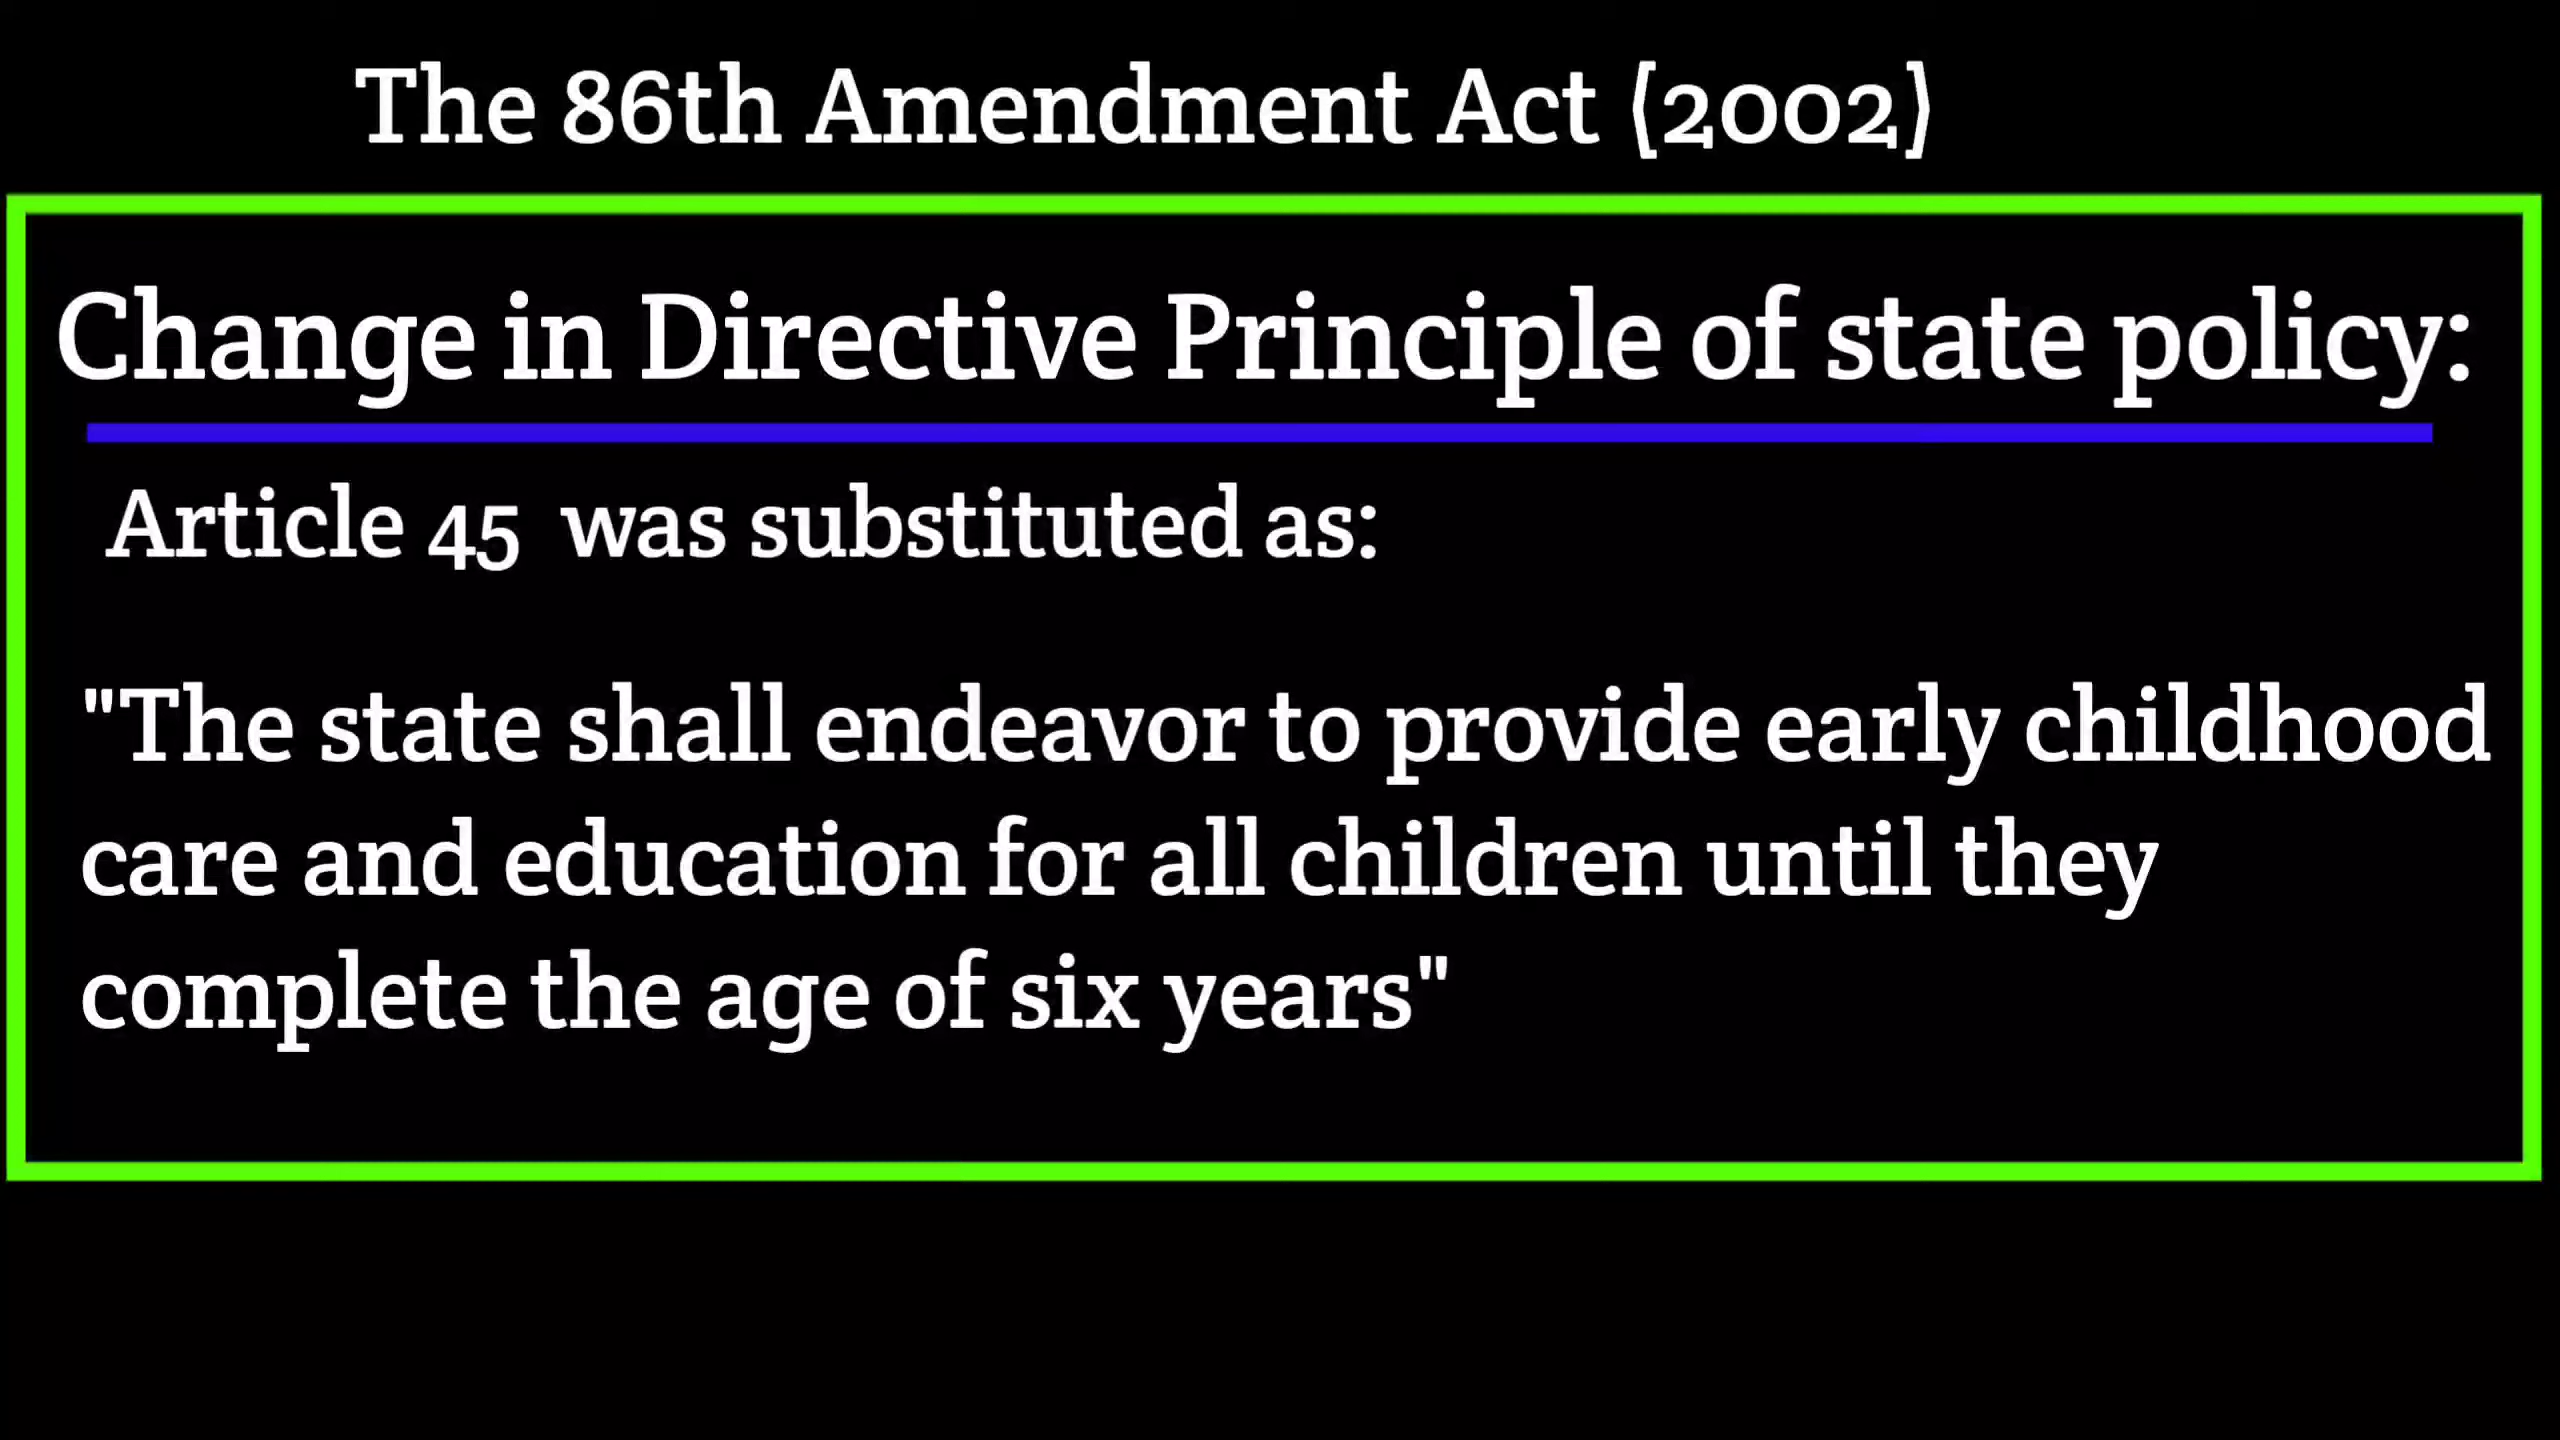 The 86th Amendment Act (2002)
Change in Directive Principle of state policy:
Article 45 was substituted as:
"The state shall endeavor to provide early childhood
care and education for all children until they
complete the age of six years"